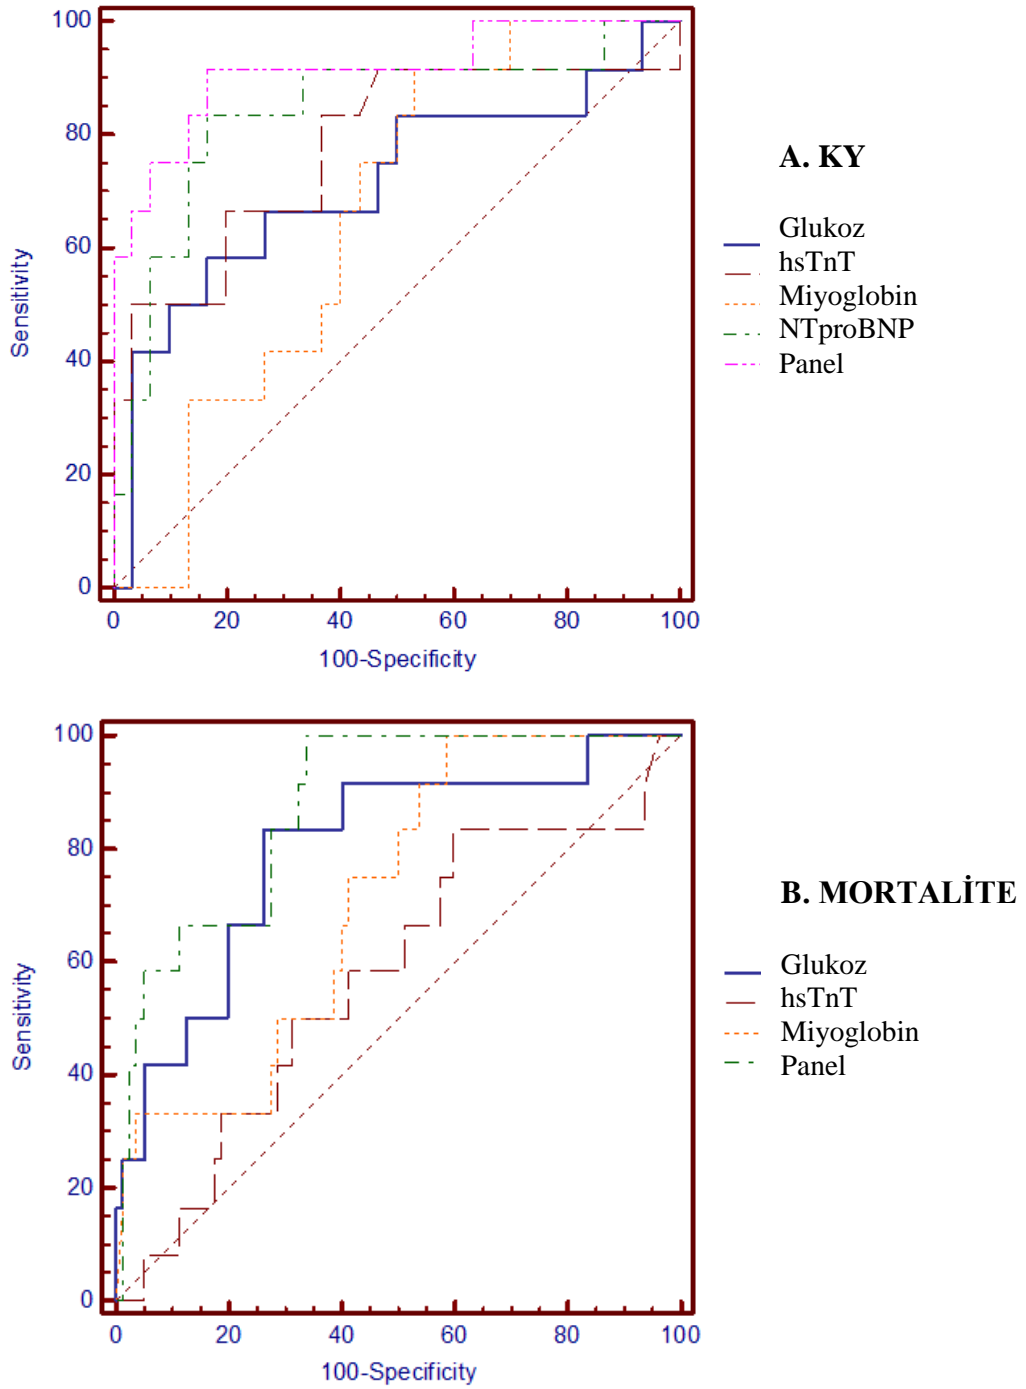 100
80
60
40
20
0
Sensitivity
0 20 40 60 80 100
100-Specificity
A. KY
Glukoz
hsTnT
Miyoglobin
NTproBNP
Panel
100
80
60
40
20
0
Sensitivity
0 20 40 60 80 100
100-Specificity
B. MORTALİTE
Glukoz
hsTnT
Miyoglobin
Panel